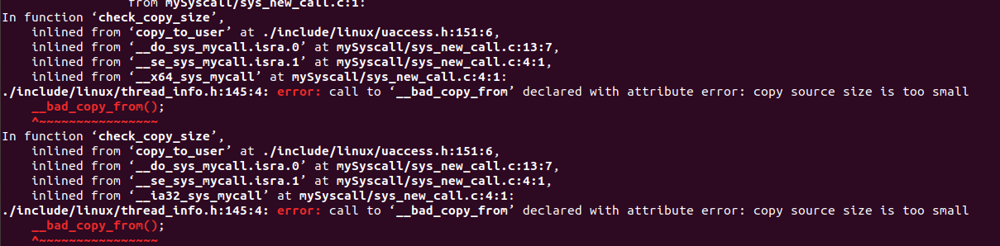 from mySyscall/sys_new_call.c:1:
In function ‘check_copy_size’,
    inlined from ‘copy_to_user’ at ./include/linux/uaccess.h:151:6,
    inlined from ‘__do_sys_mycall.isra.0’ at mySyscall/sys_new_call.c:13:7,
    inlined from ‘__se_sys_mycall.isra.1’ at mySyscall/sys_new_call.c:4:1,
    inlined from ‘__x64_sys_mycall’ at mySyscall/sys_new_call.c:4:1:
./include/linux/thread_info.h:145:4: error: call to ‘__bad_copy_from’ declared with attribute error: copy source size is too small
    __bad_copy_from();
    ^~~~~~~~~~~~~~~~~
In function ‘check_copy_size’,
    inlined from ‘copy_to_user’ at ./include/linux/uaccess.h:151:6,
    inlined from ‘__do_sys_mycall.isra.0’ at mySyscall/sys_new_call.c:13:7,
    inlined from ‘__se_sys_mycall.isra.1’ at mySyscall/sys_new_call.c:4:1,
    inlined from ‘__ia32_sys_mycall’ at mySyscall/sys_new_call.c:4:1:
./include/linux/thread_info.h:145:4: error: call to ‘__bad_copy_from’ declared with attribute error: copy source size is too small
    __bad_copy_from();
    ^~~~~~~~~~~~~~~~~